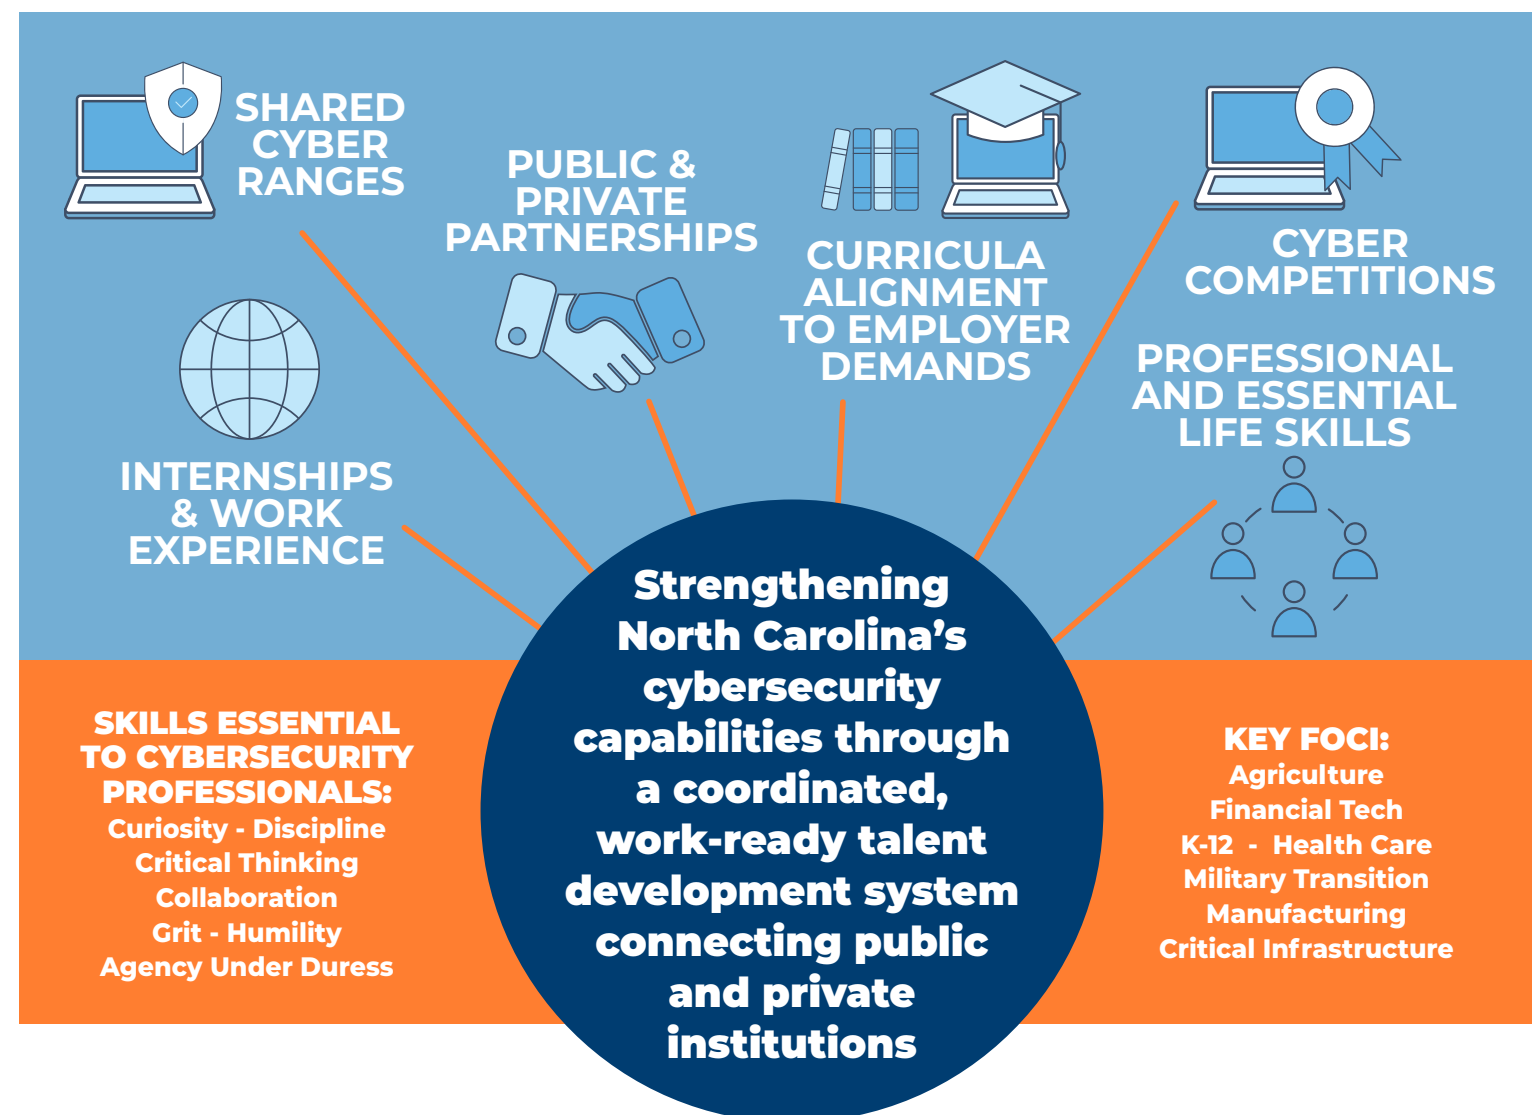 SHARED
CYBER
RANGES
PUBLIC &
PRIVATE
PARTNERSHIPS
CURRICULA
ALIGNMENT
TO EMPLOYER
DEMANDS
CYBER
COMPETITIONS
INTERNSHIPS
& WORK
EXPERIENCE
PROFESSIONAL
AND ESSENTIAL
LIFE SKILLS
Strengthening
North Carolina’s
cybersecurity
capabilities through
a coordinated,
work-ready talent
development system
connecting public
and private
institutions
SKILLS ESSENTIAL
TO CYBERSECURITY
PROFESSIONALS:
Curiosity - Discipline
Critical Thinking
Collaboration
Grit - Humility
Agency Under Duress
KEY FOCI:
Agriculture
Financial Tech
K-12 - Health Care
Military Transition
Manufacturing
Critical Infrastructure